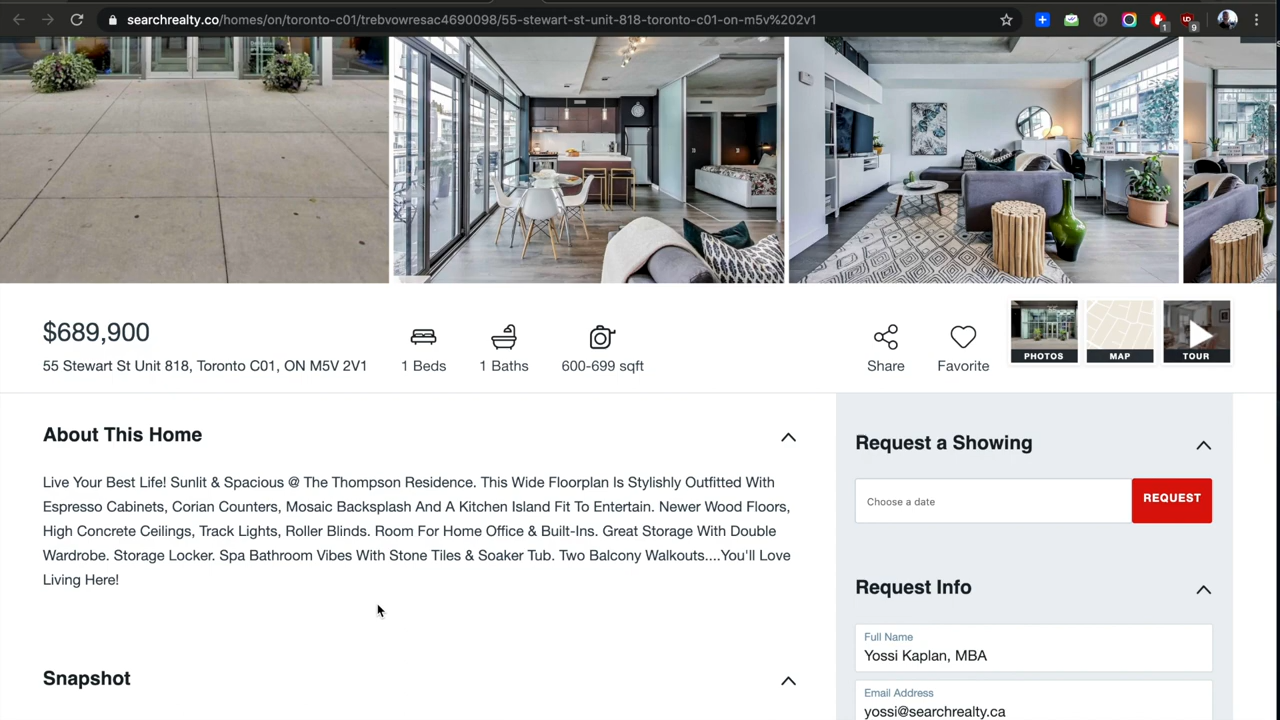 searchrealty.co/homes/on/toronto-c01/trebvowresac4690098/55-stewart-st-unit-818-toronto-c01-on-m5v%202v1
1
UD
9
$689,900
55 Stewart St Unit 818, Toronto C01, ON M5V 2V1
1 Beds
1 Baths
600-699 sqft
Share
Favorite
PHOTOS
MAP
TOUR
About This Home
Live Your Best Life! Sunlit & Spacious @ The Thompson Residence. This Wide Floorplan Is Stylishly Outfitted With
Espresso Cabinets, Corian Counters, Mosaic Backsplash And A Kitchen Island Fit To Entertain. Newer Wood Floors,
High Concrete Ceilings, Track Lights, Roller Blinds. Room For Home Office & Built-Ins. Great Storage With Double
Wardrobe. Storage Locker. Spa Bathroom Vibes With Stone Tiles & Soaker Tub. Two Balcony Walkouts....You'll Love
Living Here!
Snapshot
Request a Showing
Choose a date
REQUEST
Request Info
Full Name
Yossi Kaplan, MBA
Email Address
yossi@searchrealty.ca